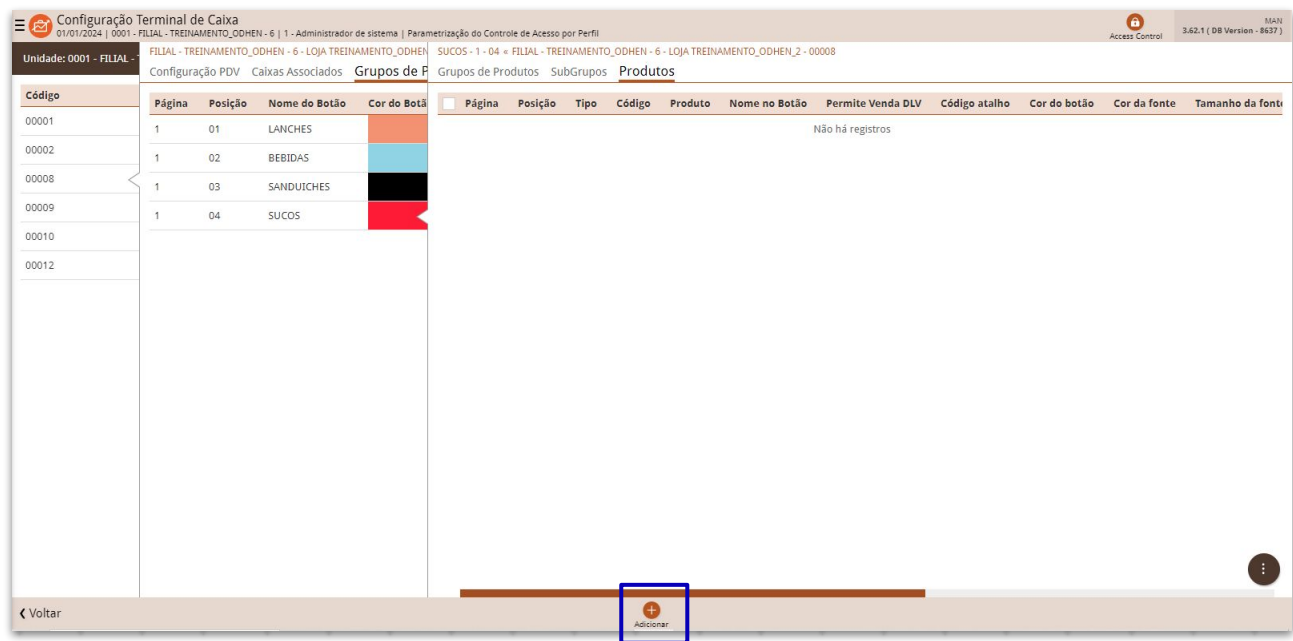 Configuração Terminal de Caixa
01/01/2024 | 0001 - FILIAL - TREINAMENTO_ODHEN - 6 | 1 - Administrador de sistema | Parametrização do Controle de Acesso por Perfil
Access Control
MAN
3.62.1 ( DB Version - 8637 )
Unidade: 0001 - FILIAL -
Código
00001
00002
00008
00009
00010
00012
FILIAL - TREINAMENTO_ODHEN - 6 - LOJA TREINAMENTO_ODHEN
Configuração PDV Caixas Associados Grupos de P
Página Posição Nome do Botão Cor do Botã
1 01 LANCHES
1 02 BEBIDAS
1 03 SANDUICHES
1 04 SUCOS
SUCOS - 1 - 04 « FILIAL - TREINAMENTO_ODHEN - 6 - LOJA TREINAMENTO_ODHEN_2 - 00008
Grupos de Produtos SubGrupos Produtos
Página Posição Tipo Código Produto Nome no Botão Permite Venda DLV Código atalho Cor do botão Cor da fonte Tamanho da fonte
Não há registros
Voltar
Adicionar